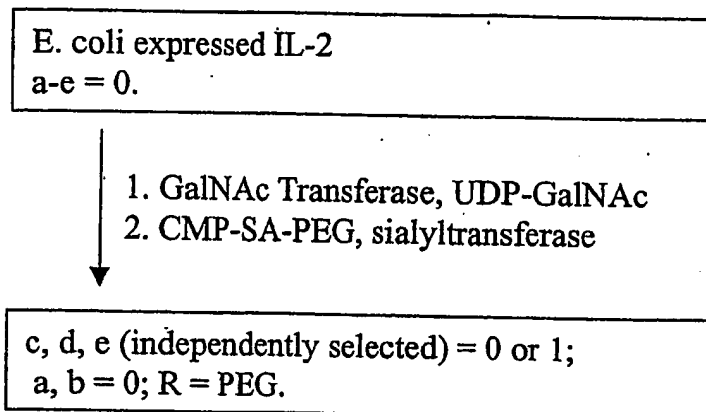 E. coli expressed IL-2
a-e = 0.
1. GalNAc Transferase, UDP-GalNAc
2. CMP-SA-PEG, sialyltransferase
c, d, e (independently selected) = 0 or 1;
a, b = 0; R = PEG.